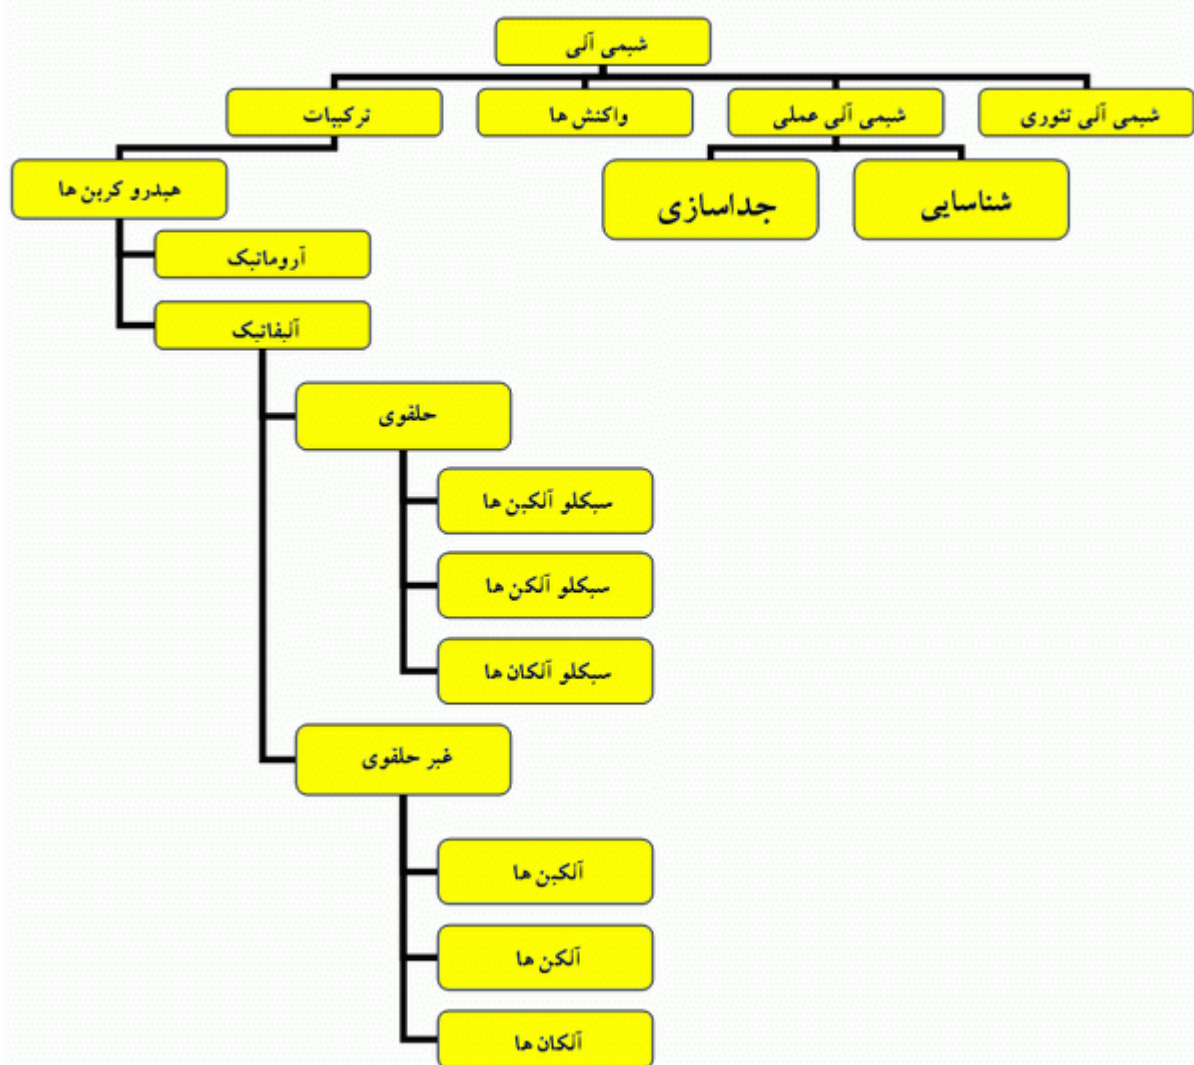 شیمی آلی
شیمی آلی تئوری
شیمی آلی عملی
واکنش ها
ترکیبات
شناسایی
جداسازی
هیدرو کربن ها
آروماتیک
آلیفاتیک
حلقوی
سیکلو آلکین ها
سیکلو آلکن ها
سیکلو آلکان ها
غیر حلقوی
آلکین ها
آلکن ها
آلکان ها